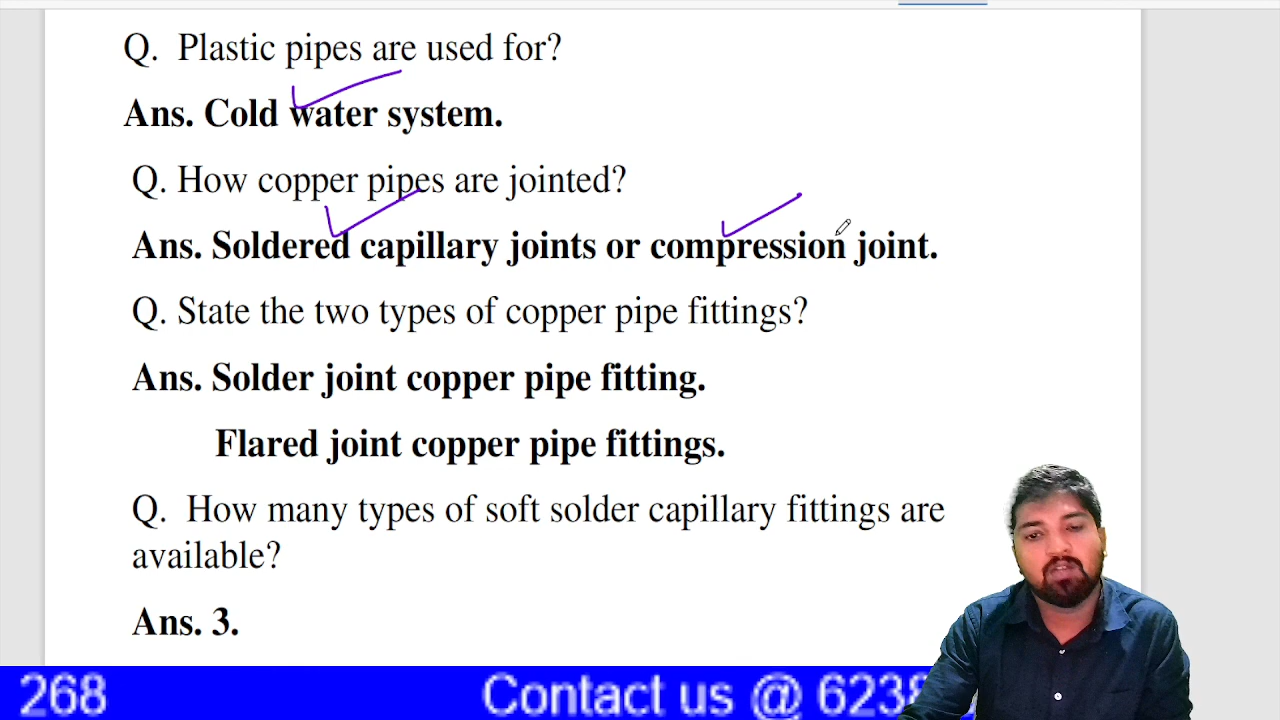 Q. Plastic pipes are used for?
Ans. Cold water system.
Q. How copper pipes are jointed?
Ans. Soldered capillary joints or compression joint.
Q. State the two types of copper pipe fittings?
Ans. Solder joint copper pipe fitting.
Flared joint copper pipe fittings.
Q. How many types of soft solder capillary fittings are
available?
Ans. 3.
268 Contact us @ 6238